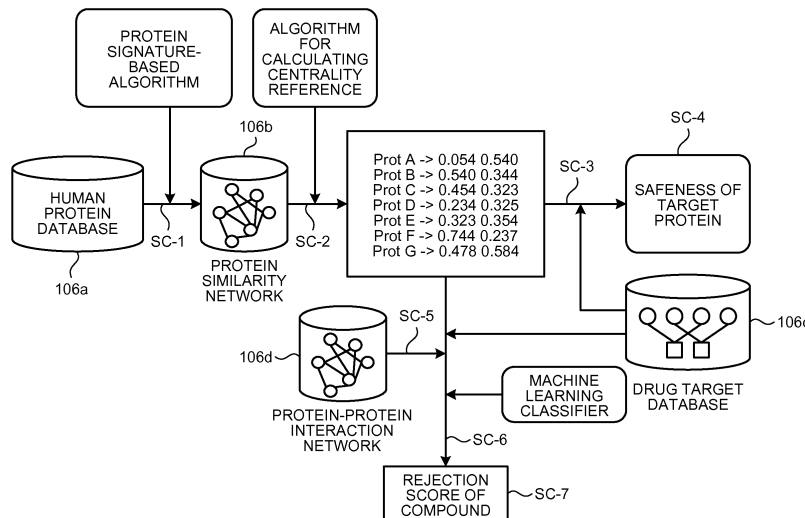 PROTEIN
SIGNATURE-
BASED
ALGORITHM
ALGORITHM
FOR
CALCULATING
CENTRALITY
REFERENCE
106b
SC-4
HUMAN
PROTEIN
DATABASE
SC-1
SC-2
Prot A -> 0.054 0.540
Prot B -> 0.540 0.344
Prot C -> 0.454 0.323
Prot D -> 0.234 0.325
Prot E -> 0.323 0.354
Prot F -> 0.744 0.237
Prot G -> 0.478 0.584
SC-3
SAFENESS OF
TARGET
PROTEIN
106a
PROTEIN
SIMILARITY
NETWORK
SC-5
106d
106c
PROTEIN-PROTEIN
INTERACTION
NETWORK
MACHINE
LEARNING
CLASSIFIER
DRUG TARGET
DATABASE
SC-6
REJECTION
SCORE OF
COMPOUND
SC-7